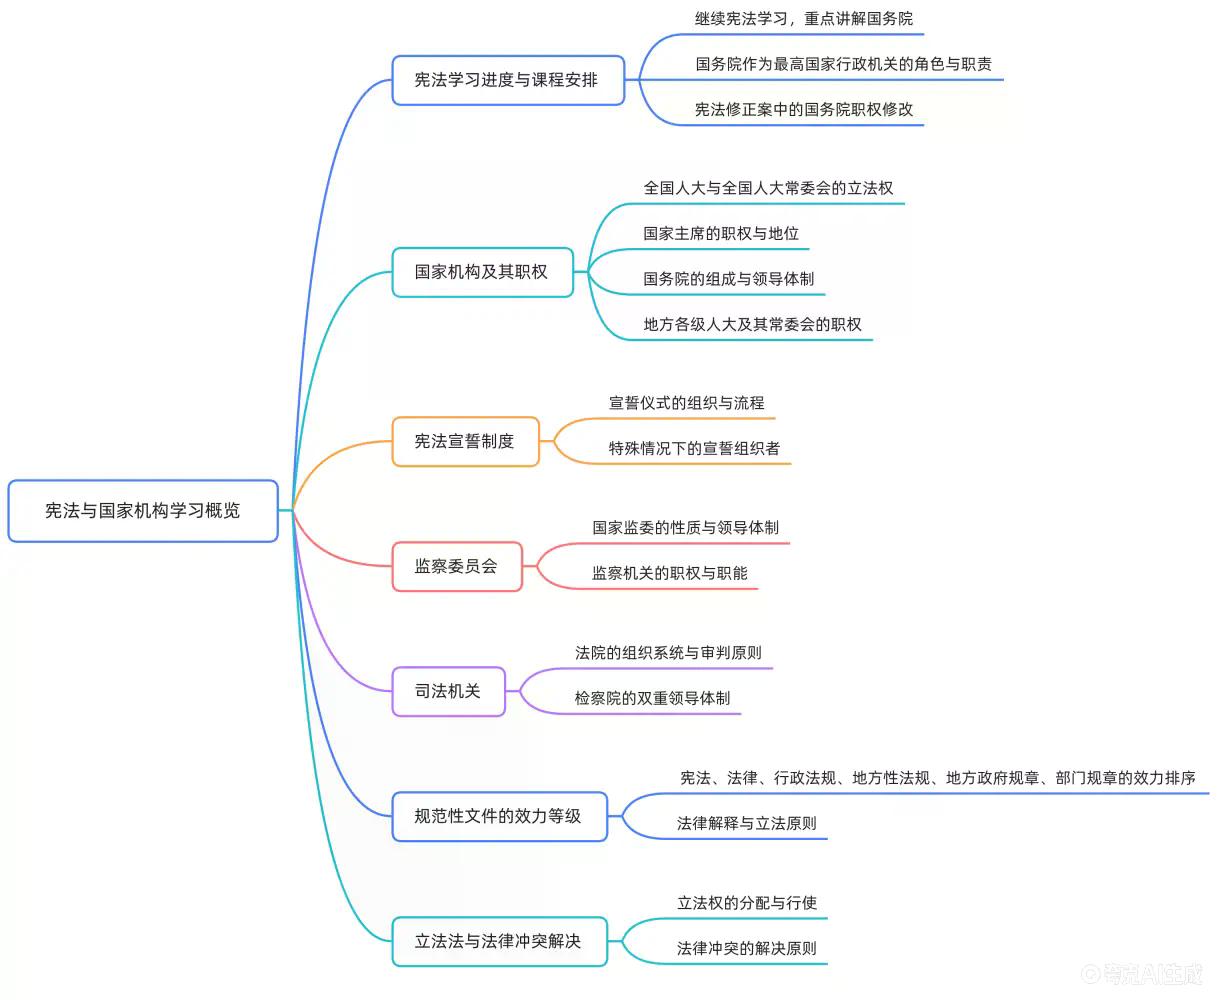 宪法与国家机构学习概览
宪法学习进度与课程安排
继续宪法学习，重点讲解国务院
国务院作为最高国家行政机关的角色与职责
宪法修正案中的国务院职权修改
国家机构及其职权
全国人大与全国人大常委会的立法权
国家主席的职权与地位
国务院的组成与领导体制
地方各级人大及其常委会的职权
宪法宣誓制度
宣誓仪式的组织与流程
特殊情况下的宣誓组织者
监察委员会
国家监委的性质与领导体制
监察机关的职权与职能
司法机关
法院的组织系统与审判原则
检察院的双重领导体制
规范性文件的效力等级
宪法、法律、行政法规、地方性法规、地方政府规章、部门规章的效力排序
法律解释与立法原则
立法法与法律冲突解决
立法权的分配与行使
法律冲突的解决原则
夸克AI生成